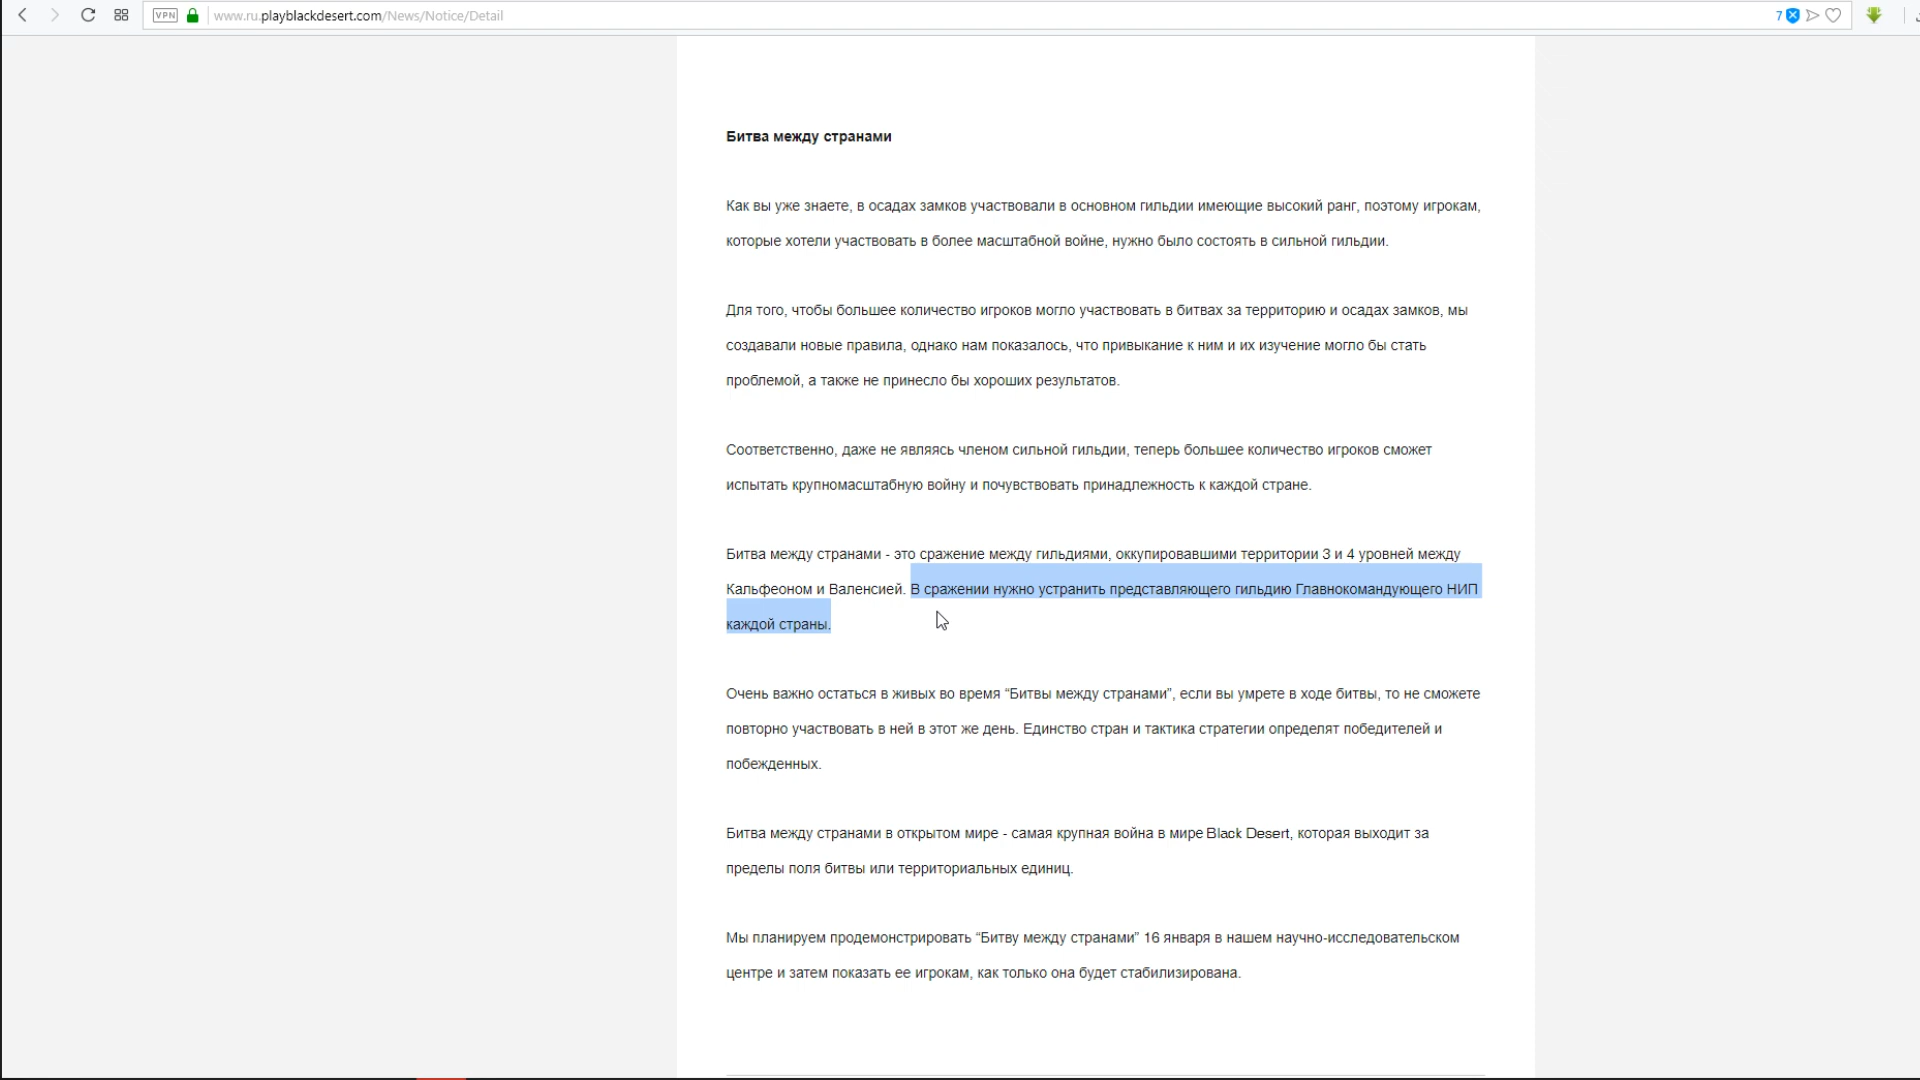 VPN
www.ru.playblackdesert.com/News/Notice/Detail
7
Битва между странами
Как вы уже знаете, в осадах замков участвовали в основном гильдии имеющие высокий ранг, поэтому игрокам,
которые хотели участвовать в более масштабной войне, нужно было состоять в сильной гильдии.
Для того, чтобы большее количество игроков могло участвовать в битвах за территорию и осадах замков, мы
создавали новые правила, однако нам показалось, что привыкание к ним и их изучение могло бы стать
проблемой, а также не принесло бы хороших результатов.
Соответственно, даже не являясь членом сильной гильдии, теперь большее количество игроков сможет
испытать крупномасштабную войну и почувствовать принадлежность к каждой стране.
Битва между странами - это сражение между гильдиями, оккупировавшими территории 3 и 4 уровней между
Кальфеоном и Валенсией. В сражении нужно устранить представляющего гильдию Главнокомандующего НИП
каждой страны.
Очень важно остаться в живых во время “Битвы между странами”, если вы умрете в ходе битвы, то не сможете
повторно участвовать в ней в этот же день. Единство стран и тактика стратегии определят победителей и
побежденных.
Битва между странами в открытом мире - самая крупная война в мире Black Desert, которая выходит за
пределы поля битвы или территориальных единиц.
Мы планируем продемонстрировать “Битву между странами” 16 января в нашем научно-исследовательском
центре и затем показать ее игрокам, как только она будет стабилизирована.